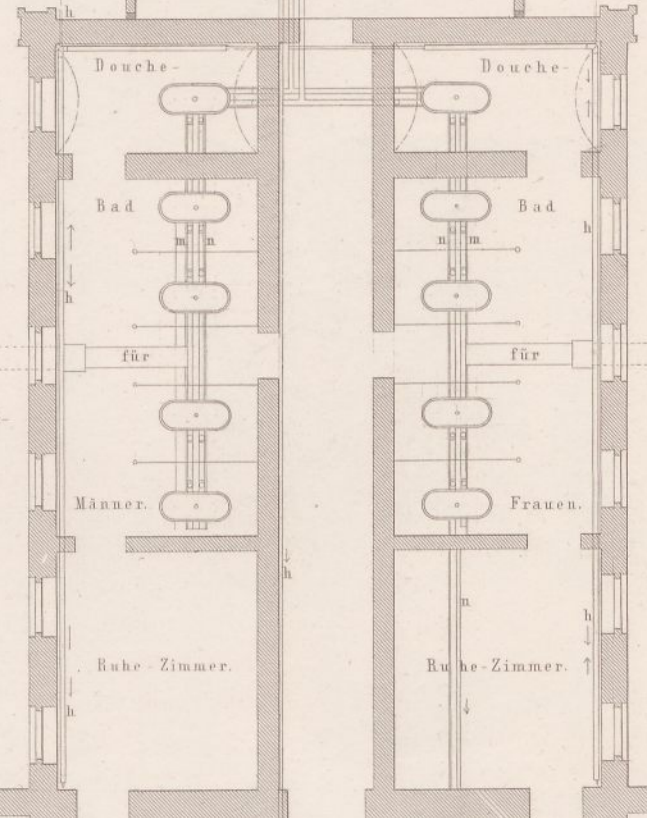 h
Douche- Douche-
Bad Bad
m n n m
h
h
für für
Männer. Frauen.
h
n
h
Ruhe-Zimmer. Ruhe-Zimmer.
h